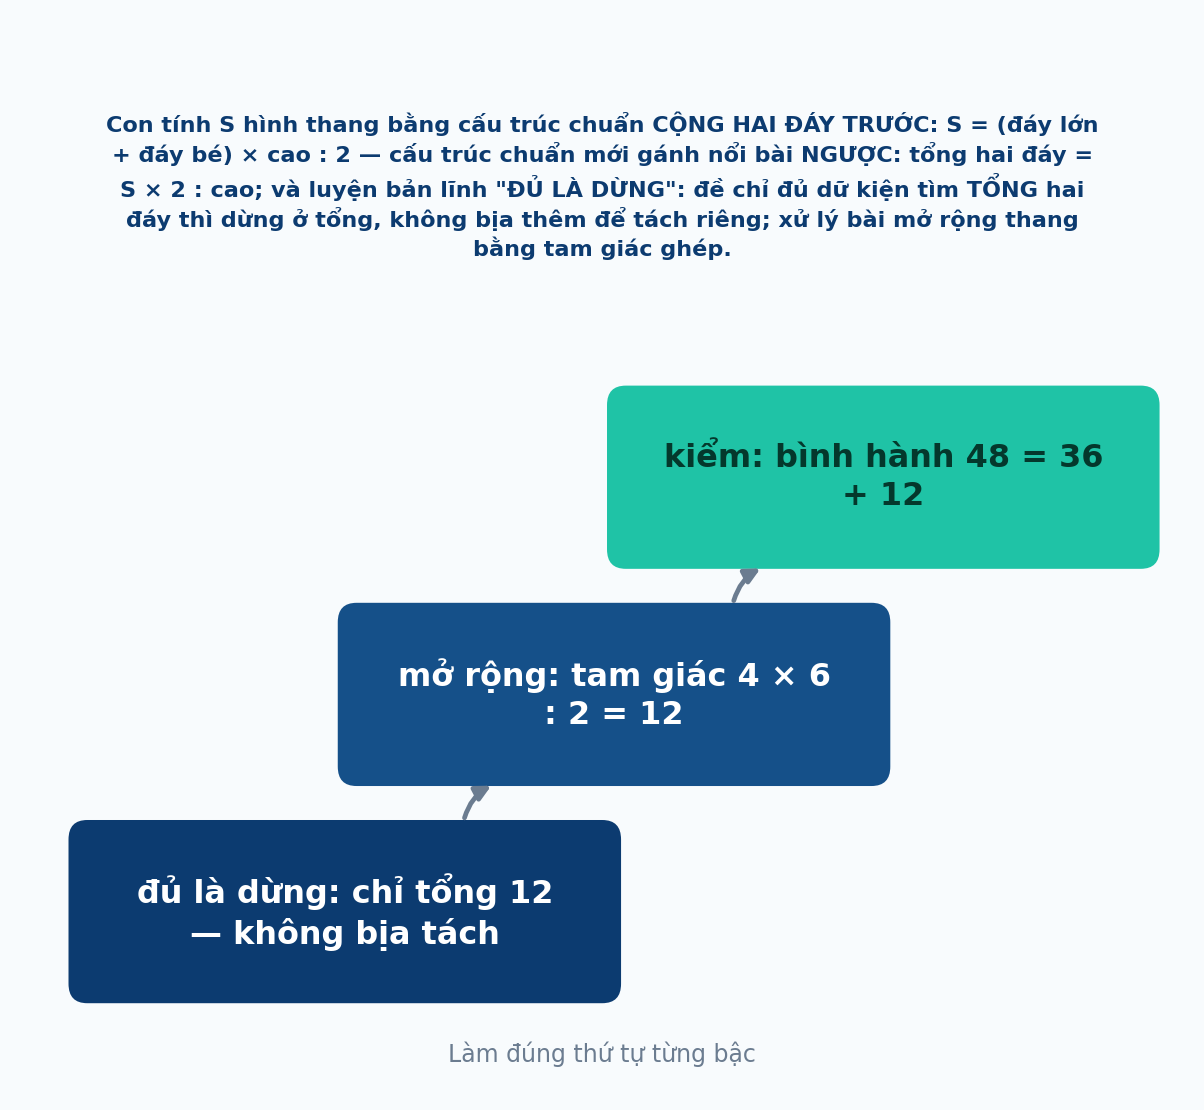 Con tính S hình thang bằng cấu trúc chuẩn CỘNG HAI ĐÁY TRƯỚC: S = (đáy lớn
+ đáy bé) × cao : 2 — cấu trúc chuẩn mới gánh nổi bài NGƯỢC: tổng hai đáy =
S × 2 : cao; và luyện bản lĩnh "ĐỦ LÀ DỪNG": đề chỉ đủ dữ kiện tìm TỔNG hai
đáy thì dừng ở tổng, không bịa thêm để tách riêng; xử lý bài mở rộng thang
bằng tam giác ghép.
kiểm: bình hành 48 = 36
+ 12
mở rộng: tam giác 4 × 6
: 2 = 12
đủ là dừng: chỉ tổng 12
— không bịa tách
Làm đúng thứ tự từng bậc